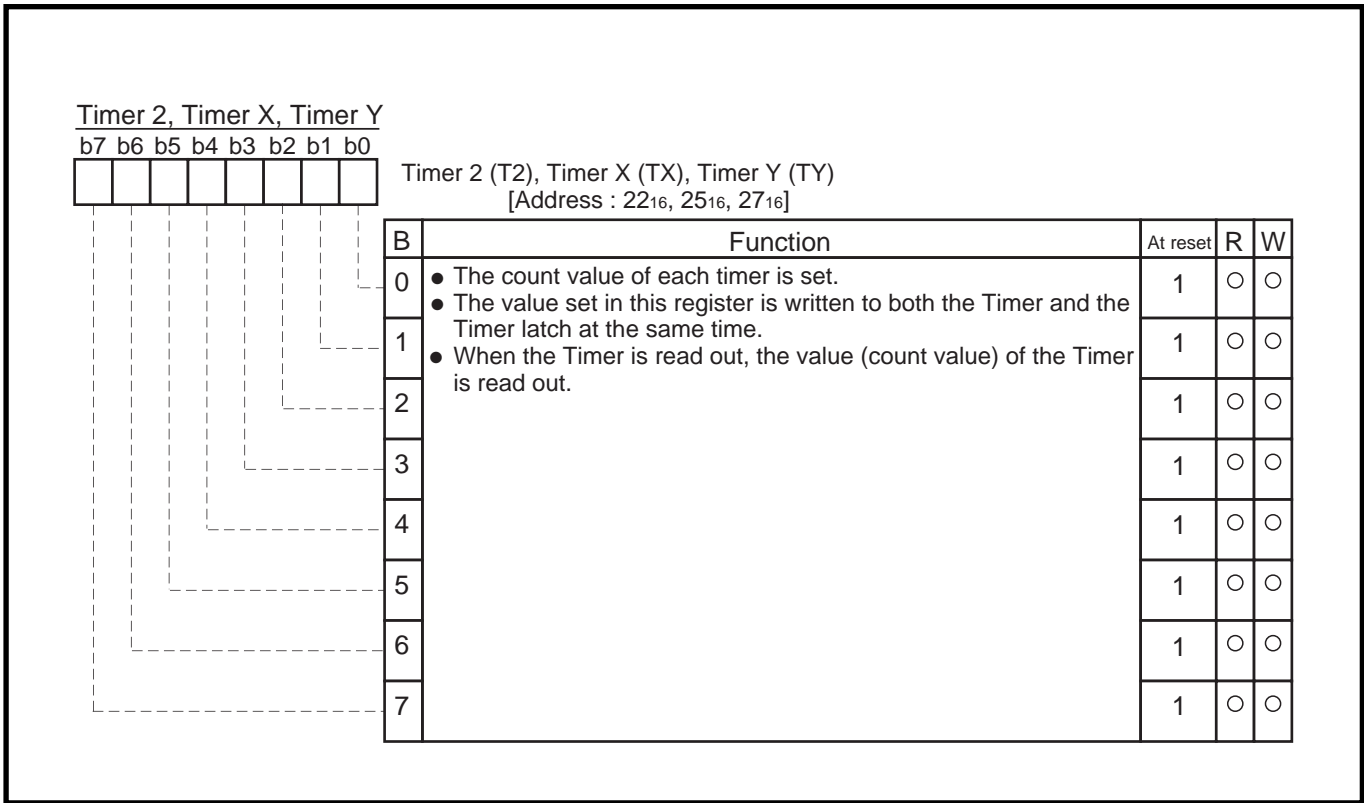 Timer 2, Timer X, Timer Y
b7 b6 b5 b4 b3 b2 b1 b0
Timer 2 (T2), Timer X (TX), Timer Y (TY)
[Address : 22₁₆, 25₁₆, 27₁₆]
B Function At reset R W
0 ● The count value of each timer is set. 1 ○ ○
● The value set in this register is written to both the Timer and the
Timer latch at the same time.
1 1 ○ ○
● When the Timer is read out, the value (count value) of the Timer
is read out.
2 1 ○ ○
3 1 ○ ○
4 1 ○ ○
5 1 ○ ○
6 1 ○ ○
7 1 ○ ○